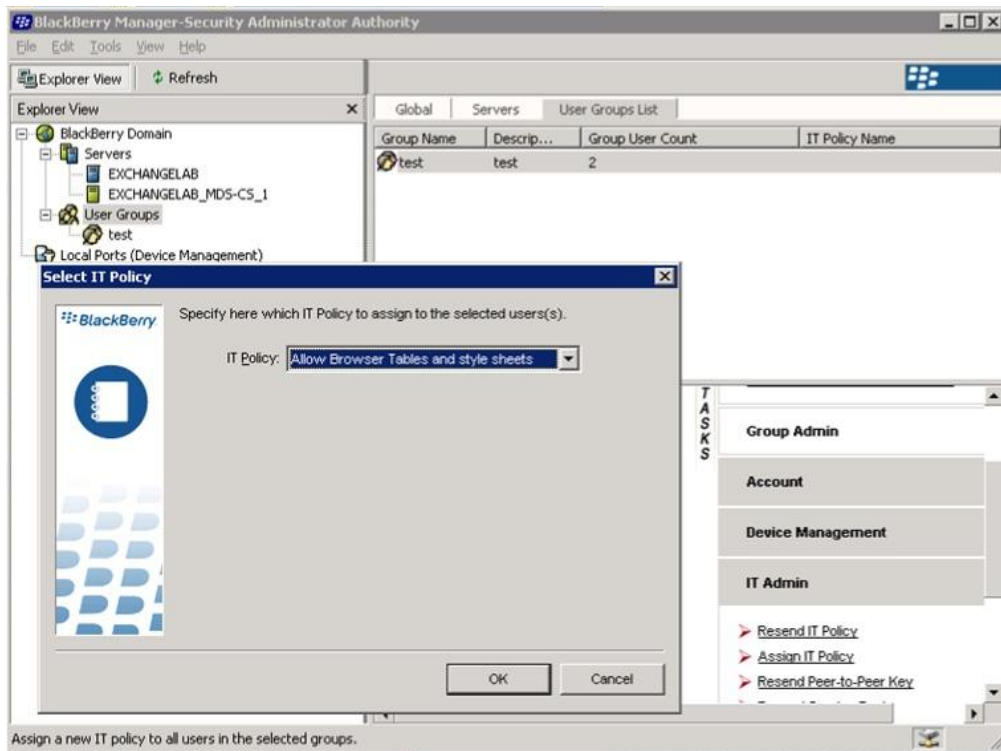 BlackBerry Manager-Security Administrator Authority
File Edit Tools View Help
Explorer View Refresh
Explorer View
BlackBerry Domain
Servers
EXCHANGELAB
EXCHANGELAB_MDS-CS_1
User Groups
test
Local Ports (Device Management)
Global Servers User Groups List
Group Name Descrip... Group User Count IT Policy Name
test test 2
Select IT Policy
BlackBerry
Specify here which IT Policy to assign to the selected users(s).
IT Policy: Allow Browser Tables and style sheets
OK Cancel
TASKS
Group Admin
Account
Device Management
IT Admin
Resend IT Policy
Assign IT Policy
Resend Peer-to-Peer Key
Assign a new IT policy to all users in the selected groups.